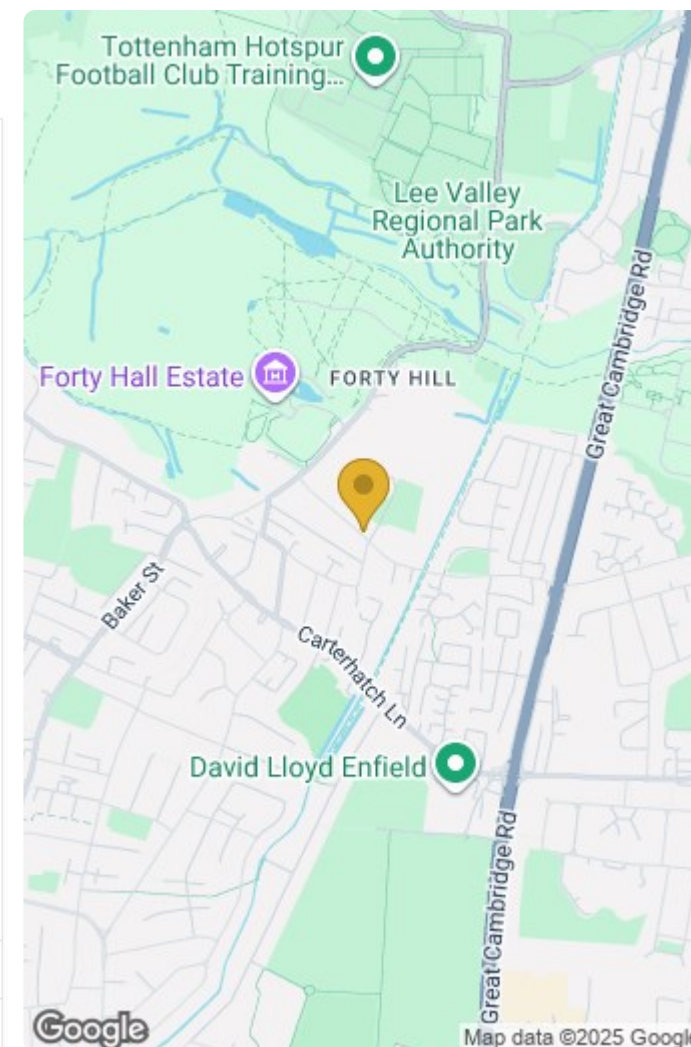 Tottenham Hotspur
Football Club Training...
Lee Valley
Regional Park
Authority
Great Cambridge Rd
Forty Hall Estate
FORTY HILL
Baker St
Carterhatch Ln
David Lloyd Enfield
Great Cambridge Rd
Google
Map data ©2025 Google